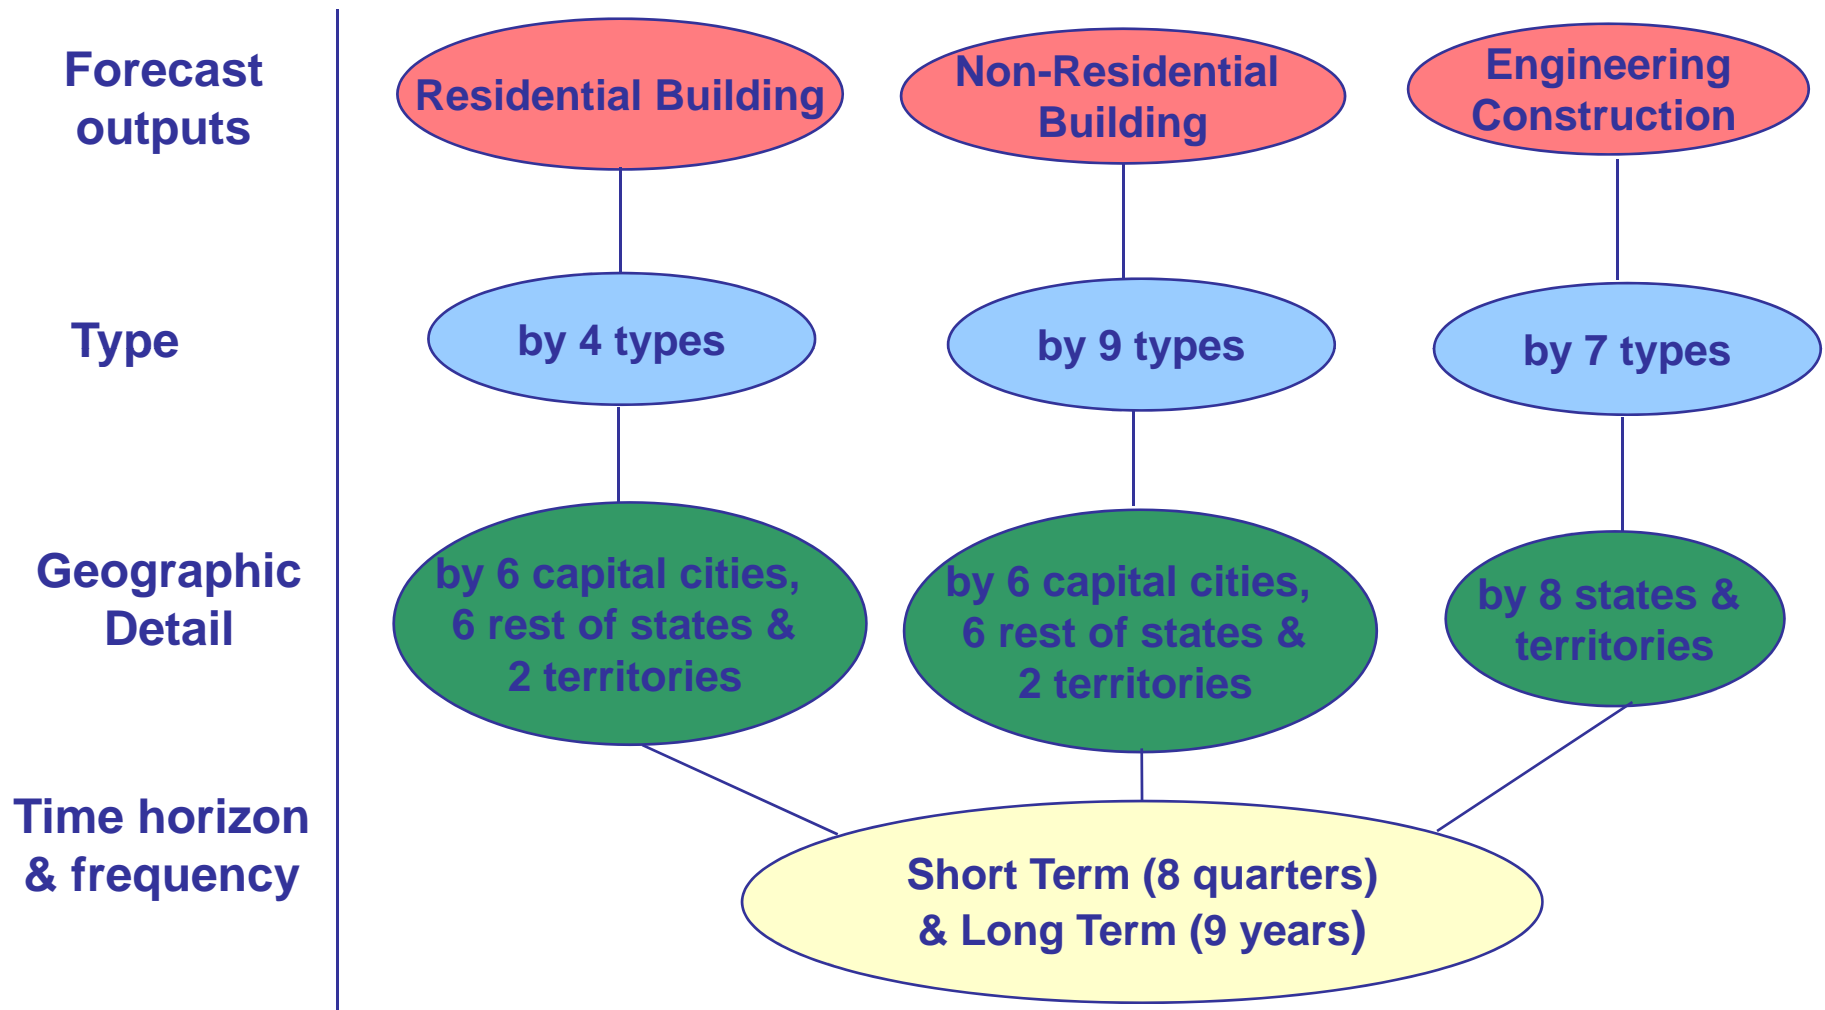 Forecast
outputs
Residential Building
Non-Residential
Building
Engineering
Construction
Type
by 4 types
by 9 types
by 7 types
Geographic
Detail
by 6 capital cities,
6 rest of states &
2 territories
by 6 capital cities,
6 rest of states &
2 territories
by 8 states &
territories
Time horizon
& frequency
Short Term (8 quarters)
& Long Term (9 years)